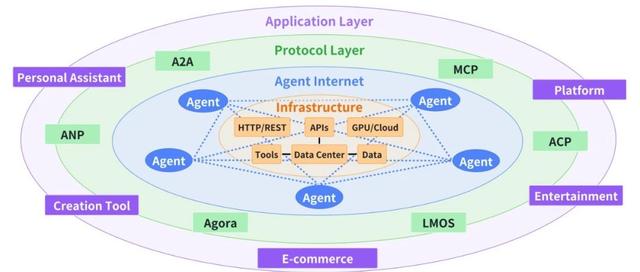 Application Layer
Protocol Layer
A2A
MCP
Personal Assistant
Agent Internet
Platform
Agent
Agent
Infrastructure
HTTP/REST
APIs
GPU/Cloud
ANP
ACP
Tools
Data Center
Data
Agent
Agent
Agent
Creation Tool
Entertainment
Agora
LMOS
E-commerce